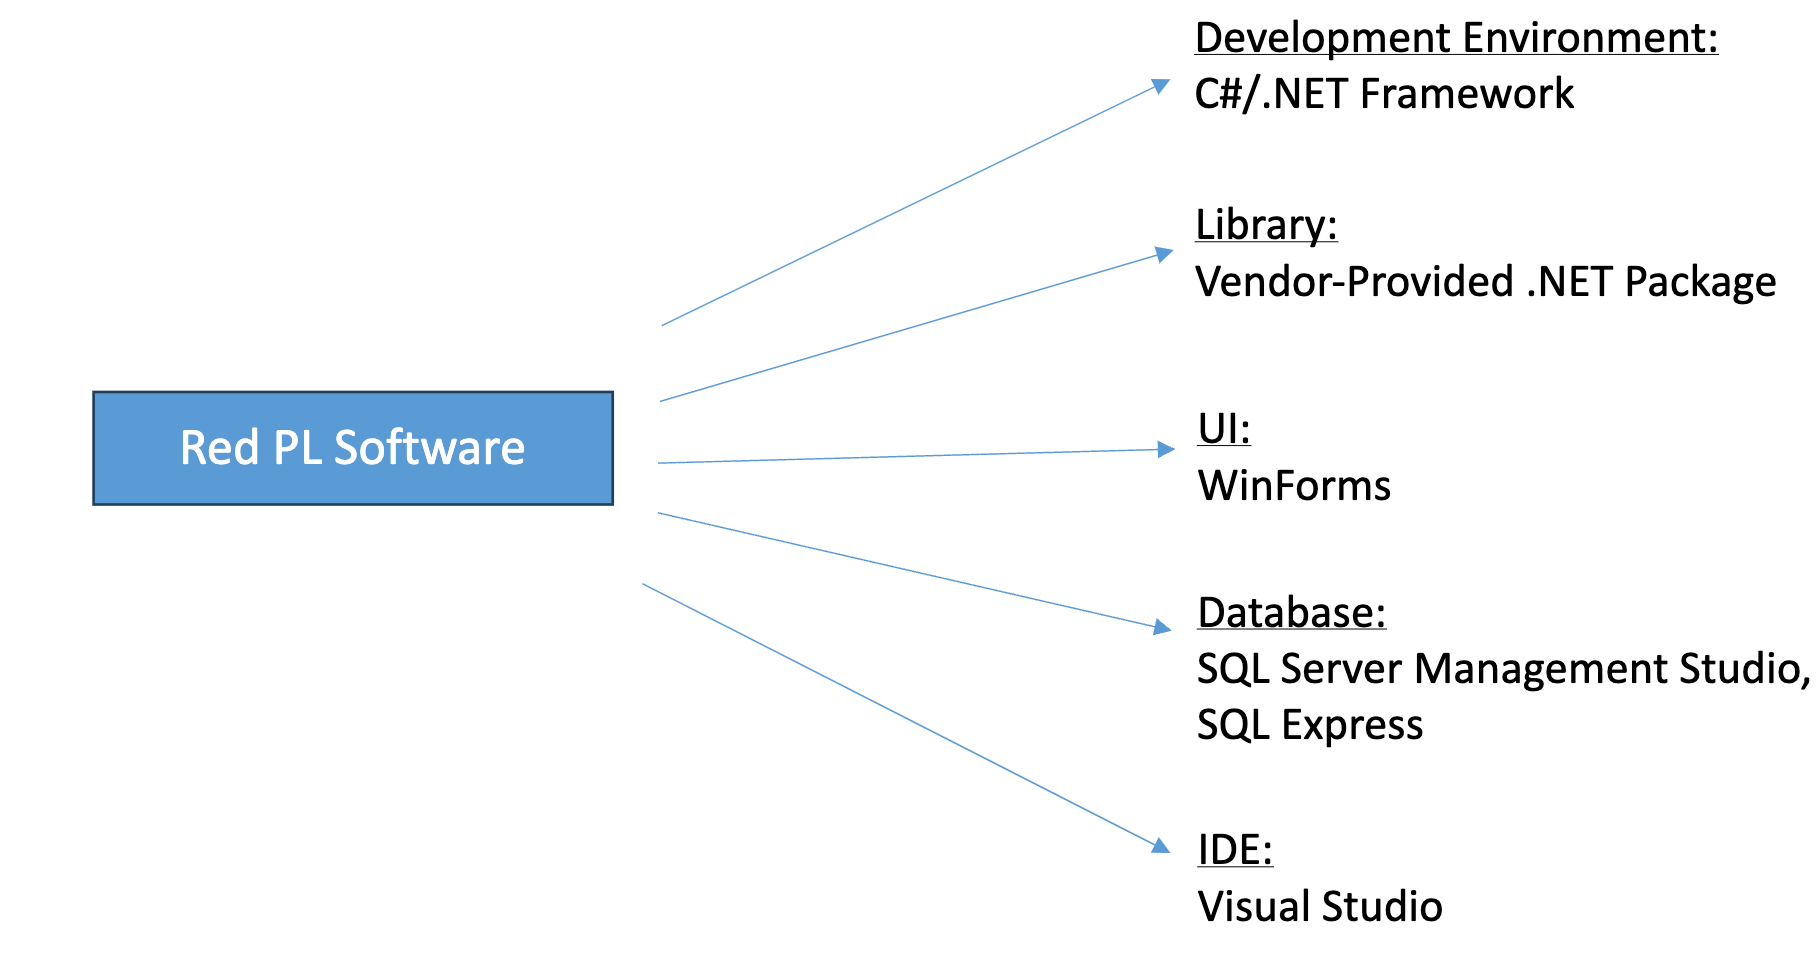 Development Environment:
C#/.NET Framework
Library:
Vendor-Provided .NET Package
Red PL Software
UI:
WinForms
Database:
SQL Server Management Studio,
SQL Express
IDE:
Visual Studio